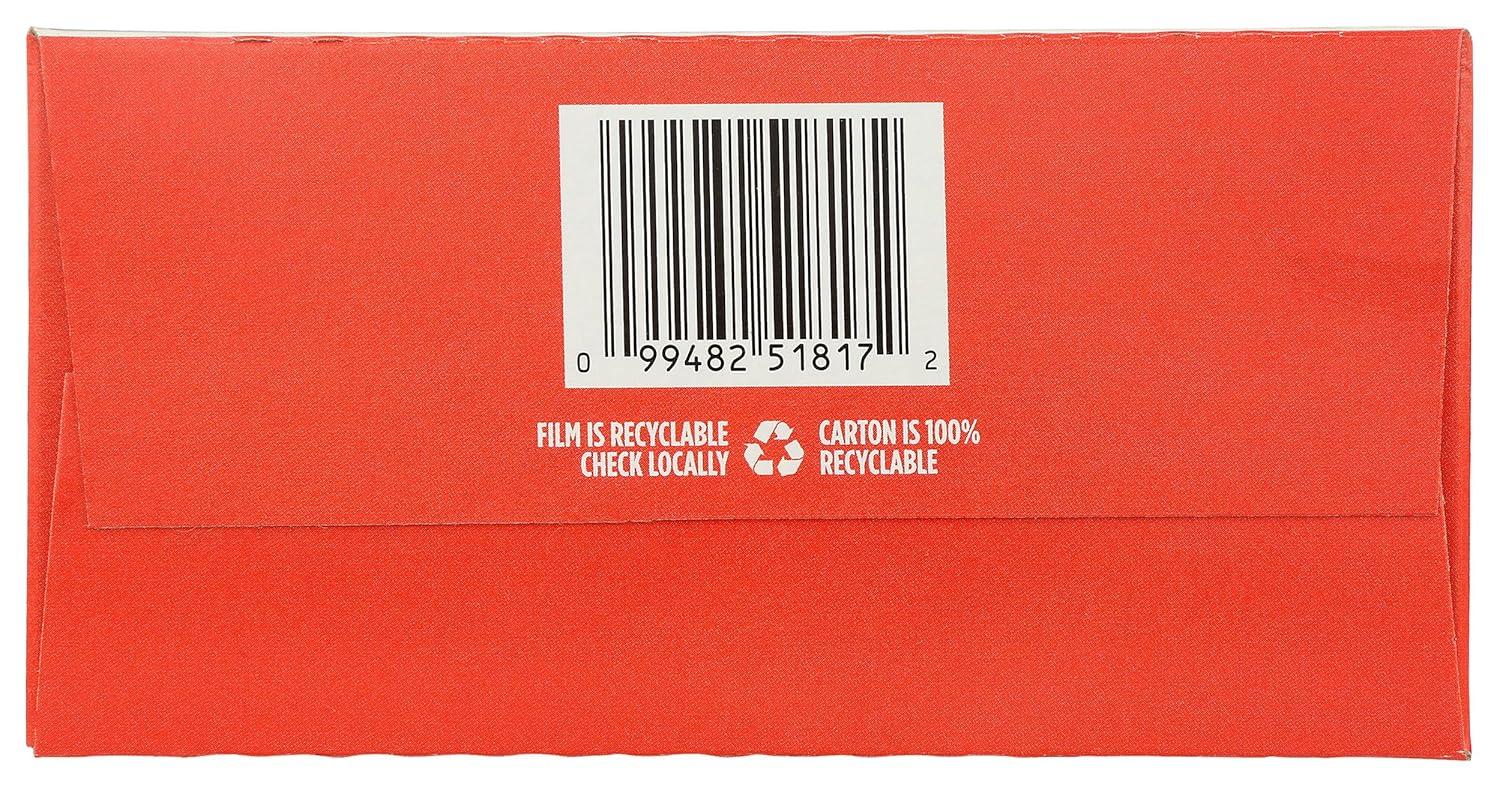 0 99482 51817 2
FILM IS RECYCLABLE
CHECK LOCALLY
CARTON IS 100%
RECYCLABLE